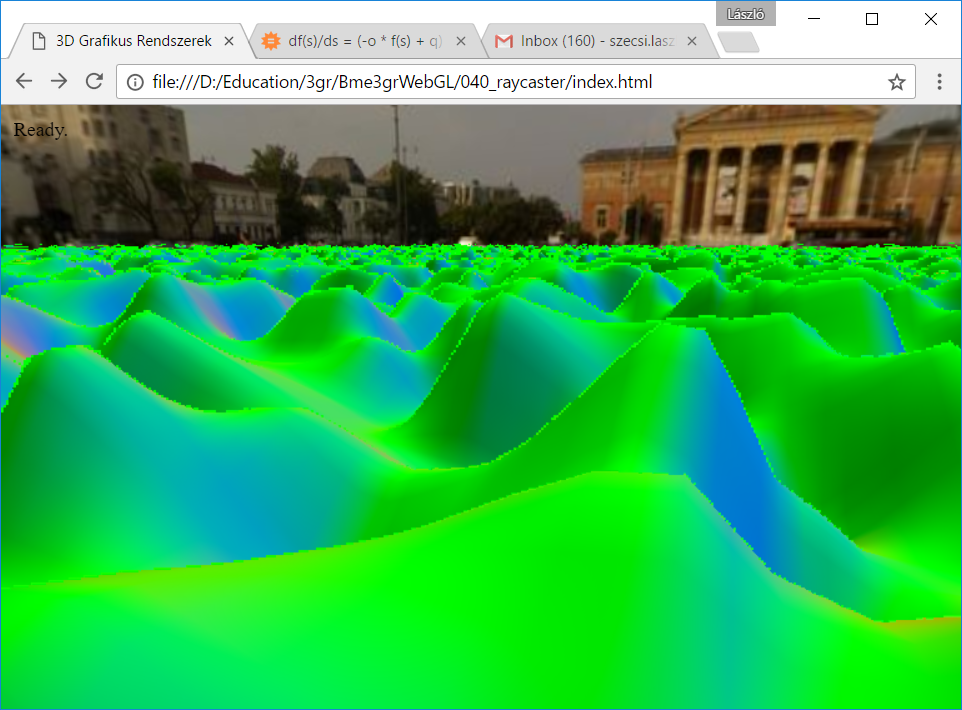 László
3D Grafikus Rendszerek
df(s)/ds = (-o * f(s) + q)
Inbox (160) - szecsi.lasz
file:///D:/Education/3gr/Bme3grWebGL/040_raycaster/index.html
Ready.